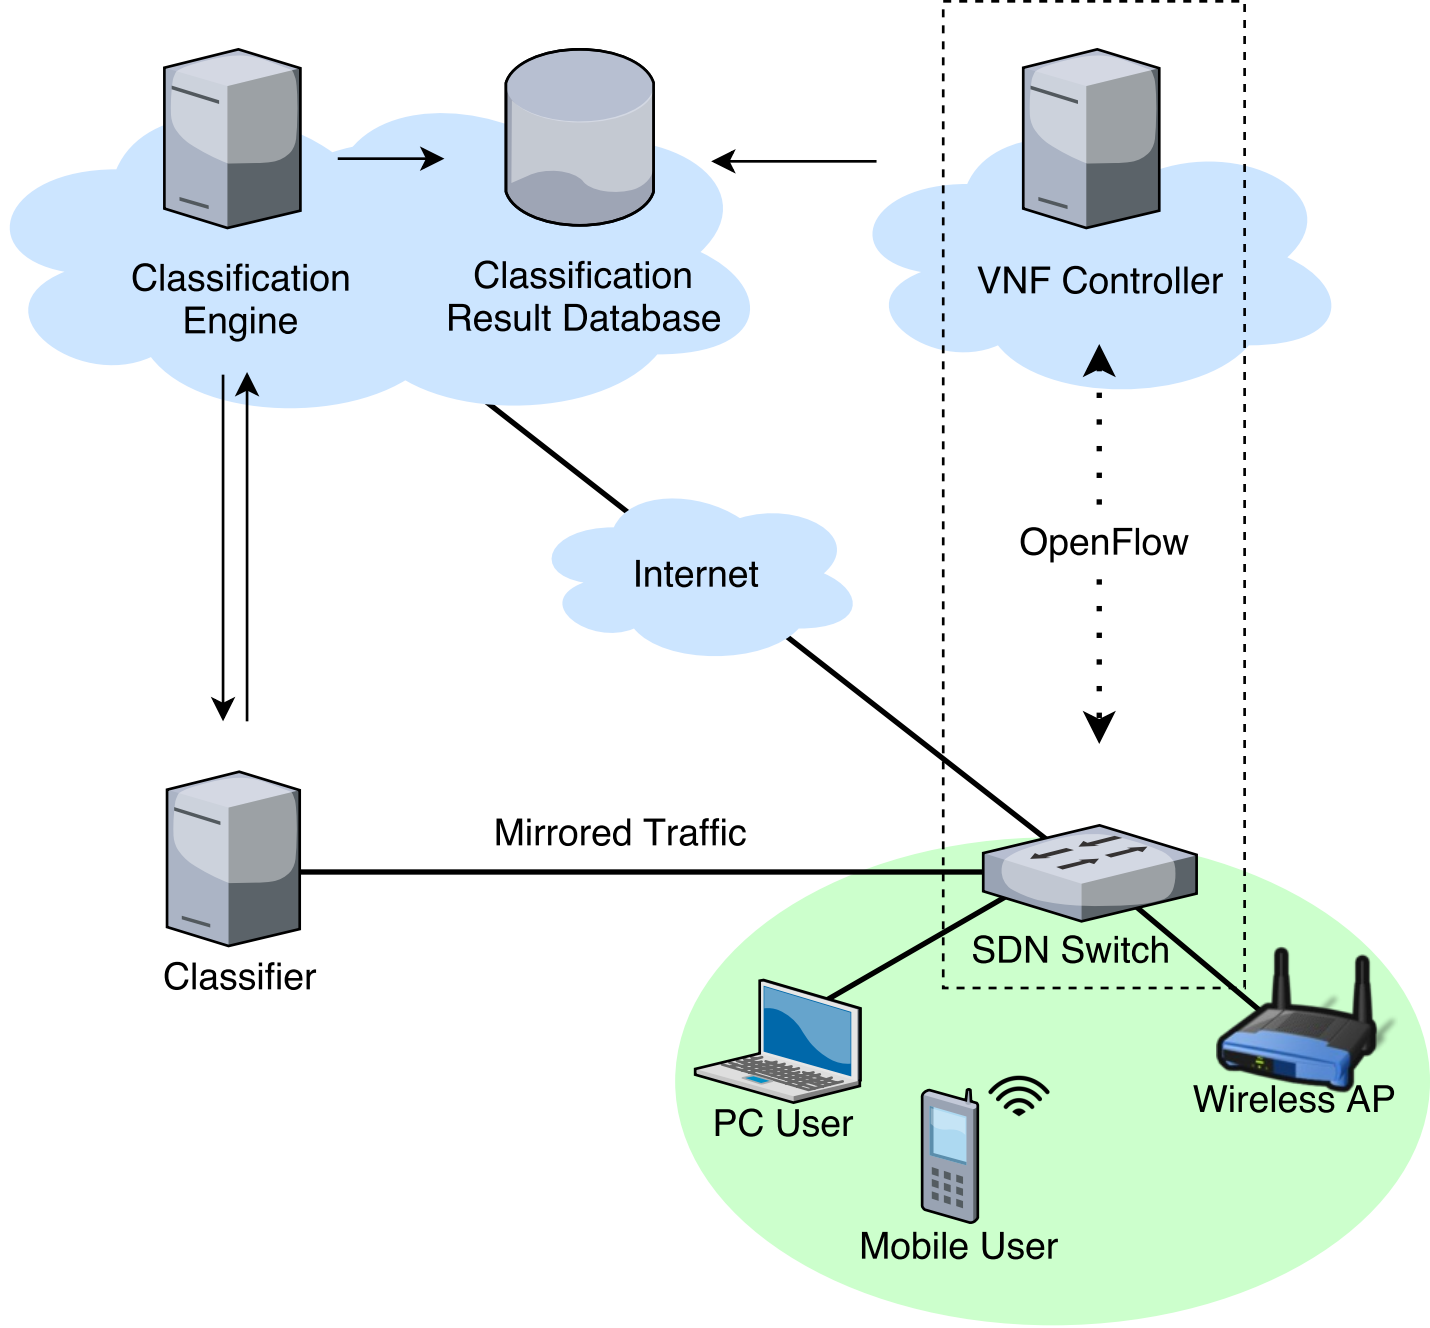 Classification
Engine
Classification
Result Database
VNF Controller
OpenFlow
Internet
Mirrored Traffic
Classifier
SDN Switch
PC User
Wireless AP
Mobile User